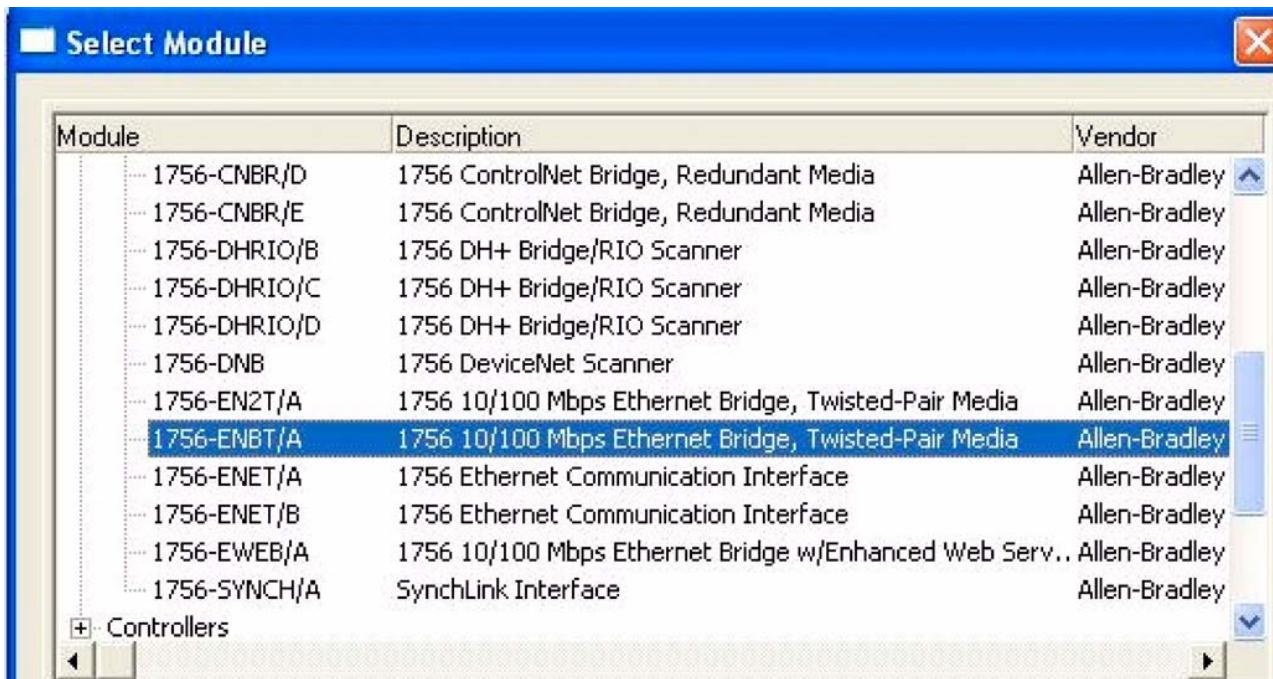 Select Module
Module Description Vendor
1756-CNBR/D 1756 ControlNet Bridge, Redundant Media Allen-Bradley
1756-CNBR/E 1756 ControlNet Bridge, Redundant Media Allen-Bradley
1756-DHRIO/B 1756 DH+ Bridge/RIO Scanner Allen-Bradley
1756-DHRIO/C 1756 DH+ Bridge/RIO Scanner Allen-Bradley
1756-DHRIO/D 1756 DH+ Bridge/RIO Scanner Allen-Bradley
1756-DNB 1756 DeviceNet Scanner Allen-Bradley
1756-EN2T/A 1756 10/100 Mbps Ethernet Bridge, Twisted-Pair Media Allen-Bradley
1756-ENBT/A 1756 10/100 Mbps Ethernet Bridge, Twisted-Pair Media Allen-Bradley
1756-ENET/A 1756 Ethernet Communication Interface Allen-Bradley
1756-ENET/B 1756 Ethernet Communication Interface Allen-Bradley
1756-EWEB/A 1756 10/100 Mbps Ethernet Bridge w/Enhanced Web Serv.. Allen-Bradley
1756-SYNCH/A SynchLink Interface Allen-Bradley
Controllers